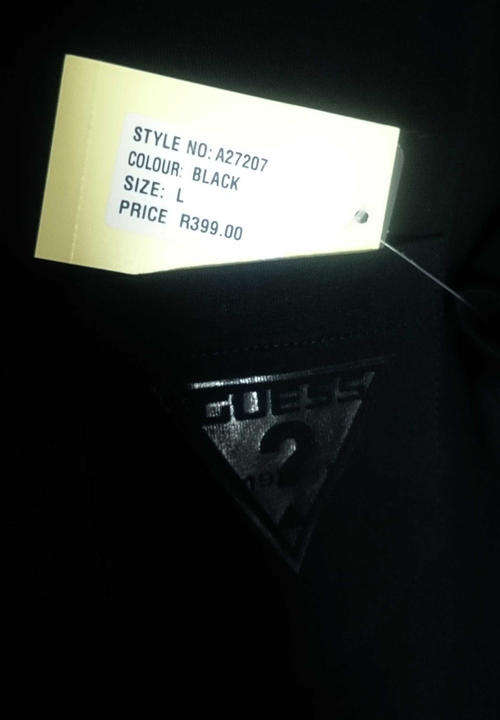 STYLE NO: A27207
COLOUR: BLACK
SIZE: L
PRICE R399.00
GUESS
?